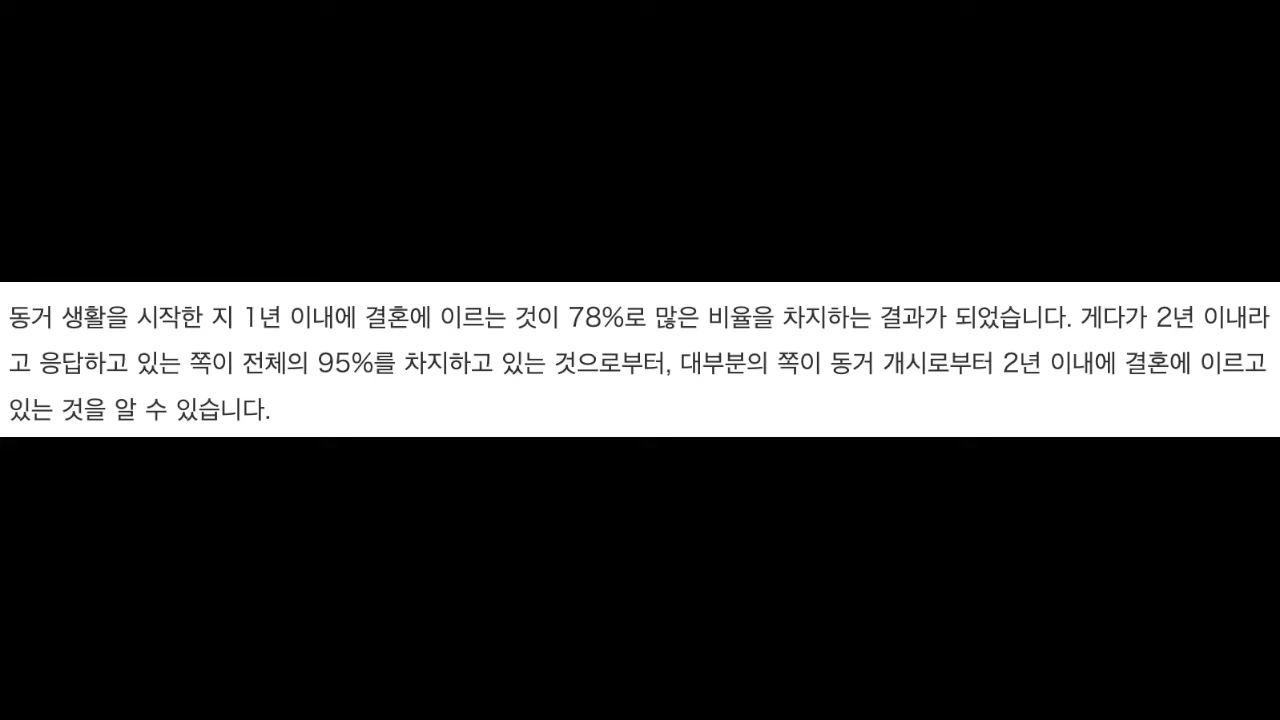 동거 생활을 시작한 지 1년 이내에 결혼에 이르는 것이 78%로 많은 비율을 차지하는 결과가 되었습니다. 게다가 2년 이내라
고 응답하고 있는 쪽이 전체의 95%를 차지하고 있는 것으로부터, 대부분의 쪽이 동거 개시로부터 2년 이내에 결혼에 이르고
있는 것을 알 수 있습니다.